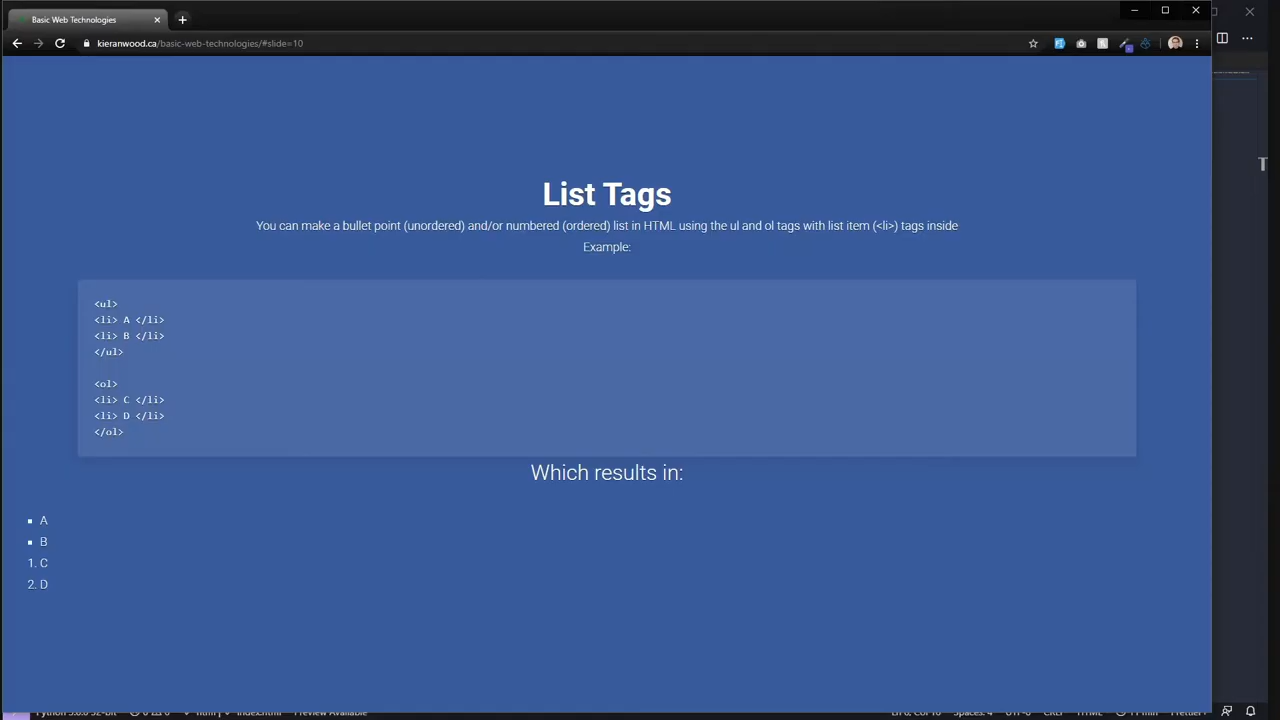 Basic Web Technologies
kieranwood.ca/basic-web-technologies/#slide=10
List Tags
You can make a bullet point (unordered) and/or numbered (ordered) list in HTML using the ul and ol tags with list item (<li>) tags inside
Example:
<ul>
<li> A </li>
<li> B </li>
</ul>
<ol>
<li> C </li>
<li> D </li>
</ol>
Which results in:
▪ A
▪ B
1. C
2. D